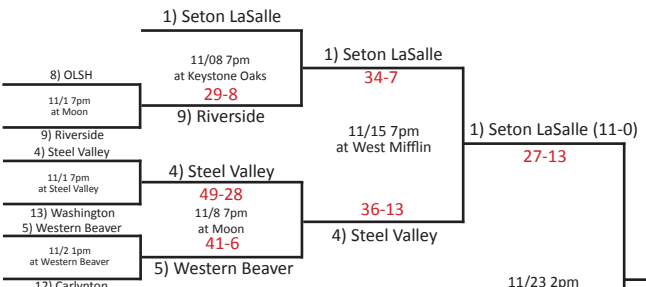 1) Seton LaSalle
11/08 7pm
at Keystone Oaks
29-8
9) Riverside
8) OLSH
11/1 7pm
at Moon
9) Riverside
4) Steel Valley
11/1 7pm
at Steel Valley
13) Washington
5) Western Beaver
11/2 1pm
at Western Beaver
12) Carlynton
4) Steel Valley
49-28
11/8 7pm
at Moon
41-6
5) Western Beaver
1) Seton LaSalle
34-7
11/15 7pm
at West Mifflin
36-13
4) Steel Valley
1) Seton LaSalle (11-0)
27-13
11/23 2pm